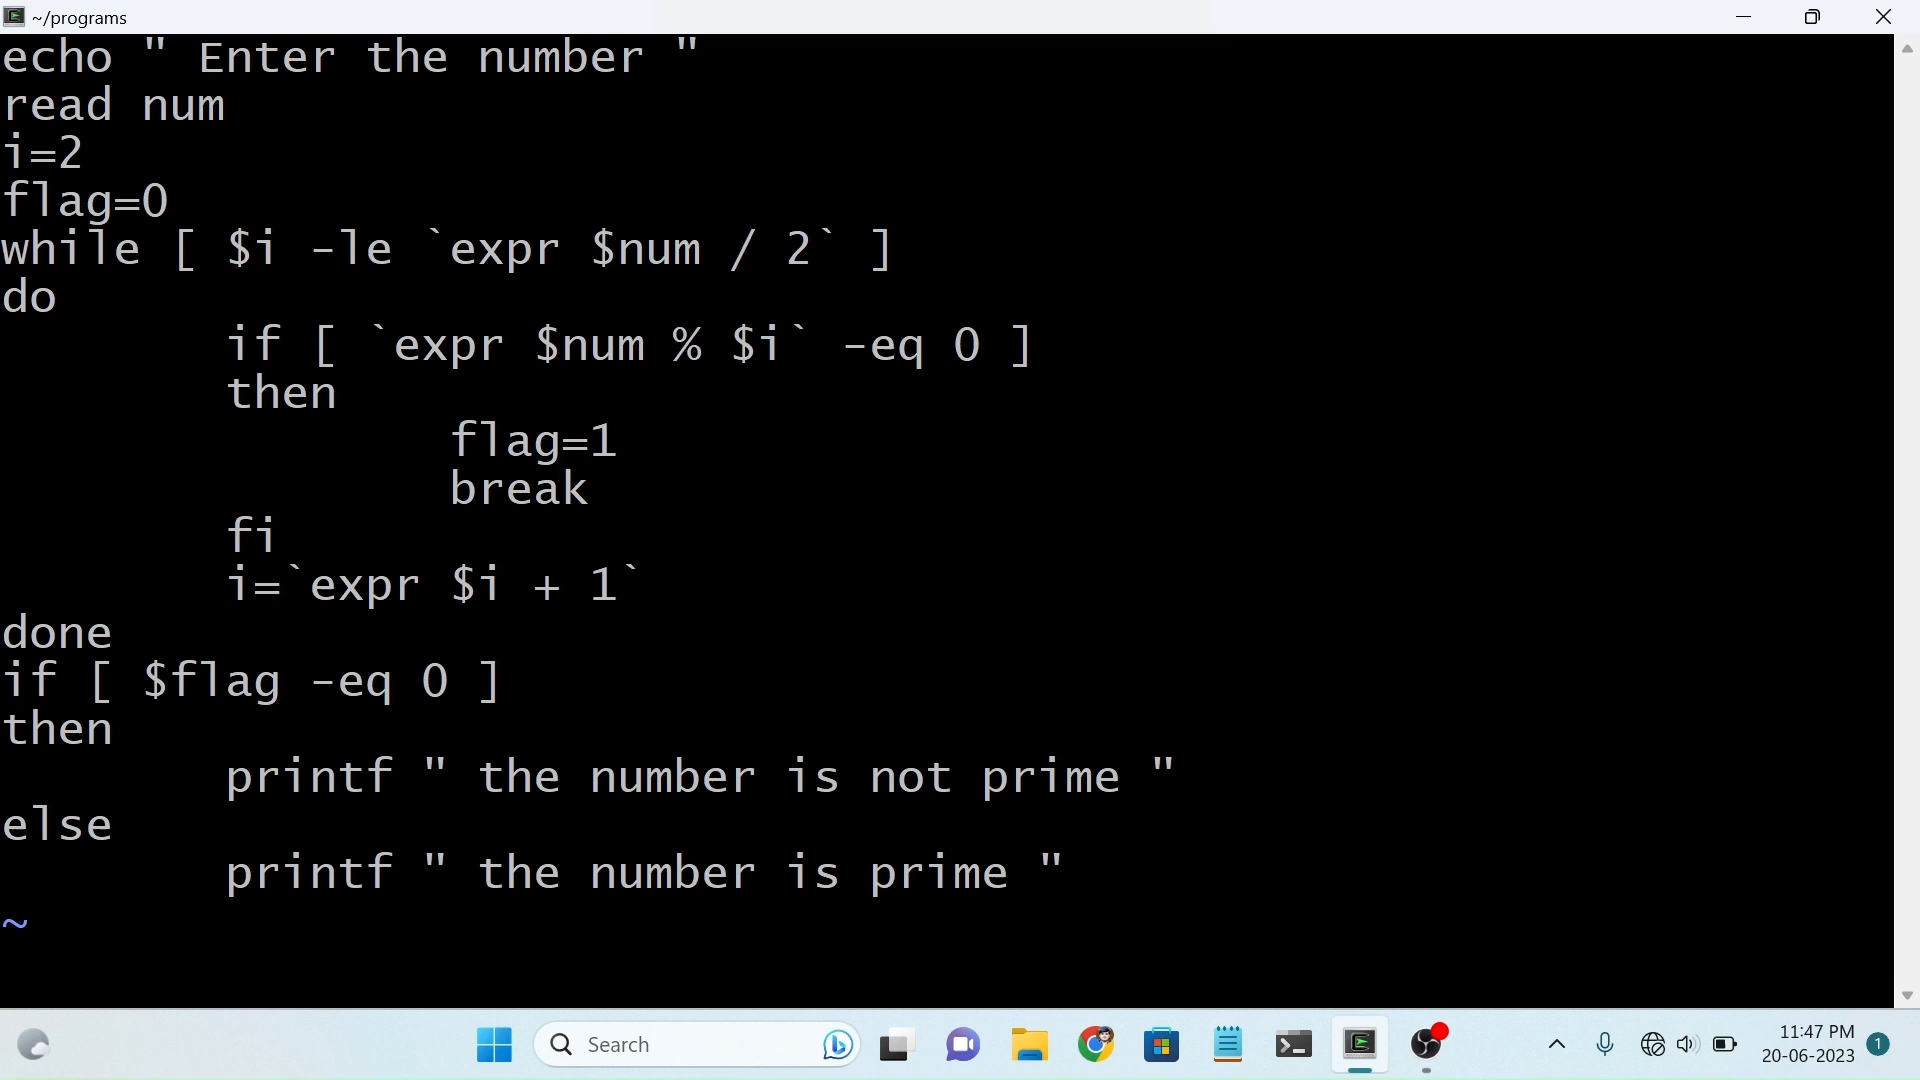 ~/programs
echo " Enter the number "
read num
i=2
flag=0
while [ $i -le `expr $num / 2` ]
do
if [ `expr $num % $i` -eq 0 ]
then
flag=1
break
fi
i=`expr $i + 1`
done
if [ $flag -eq 0 ]
then
printf " the number is not prime "
else
printf " the number is prime "
~
Search
11:47 PM
20-06-2023
1